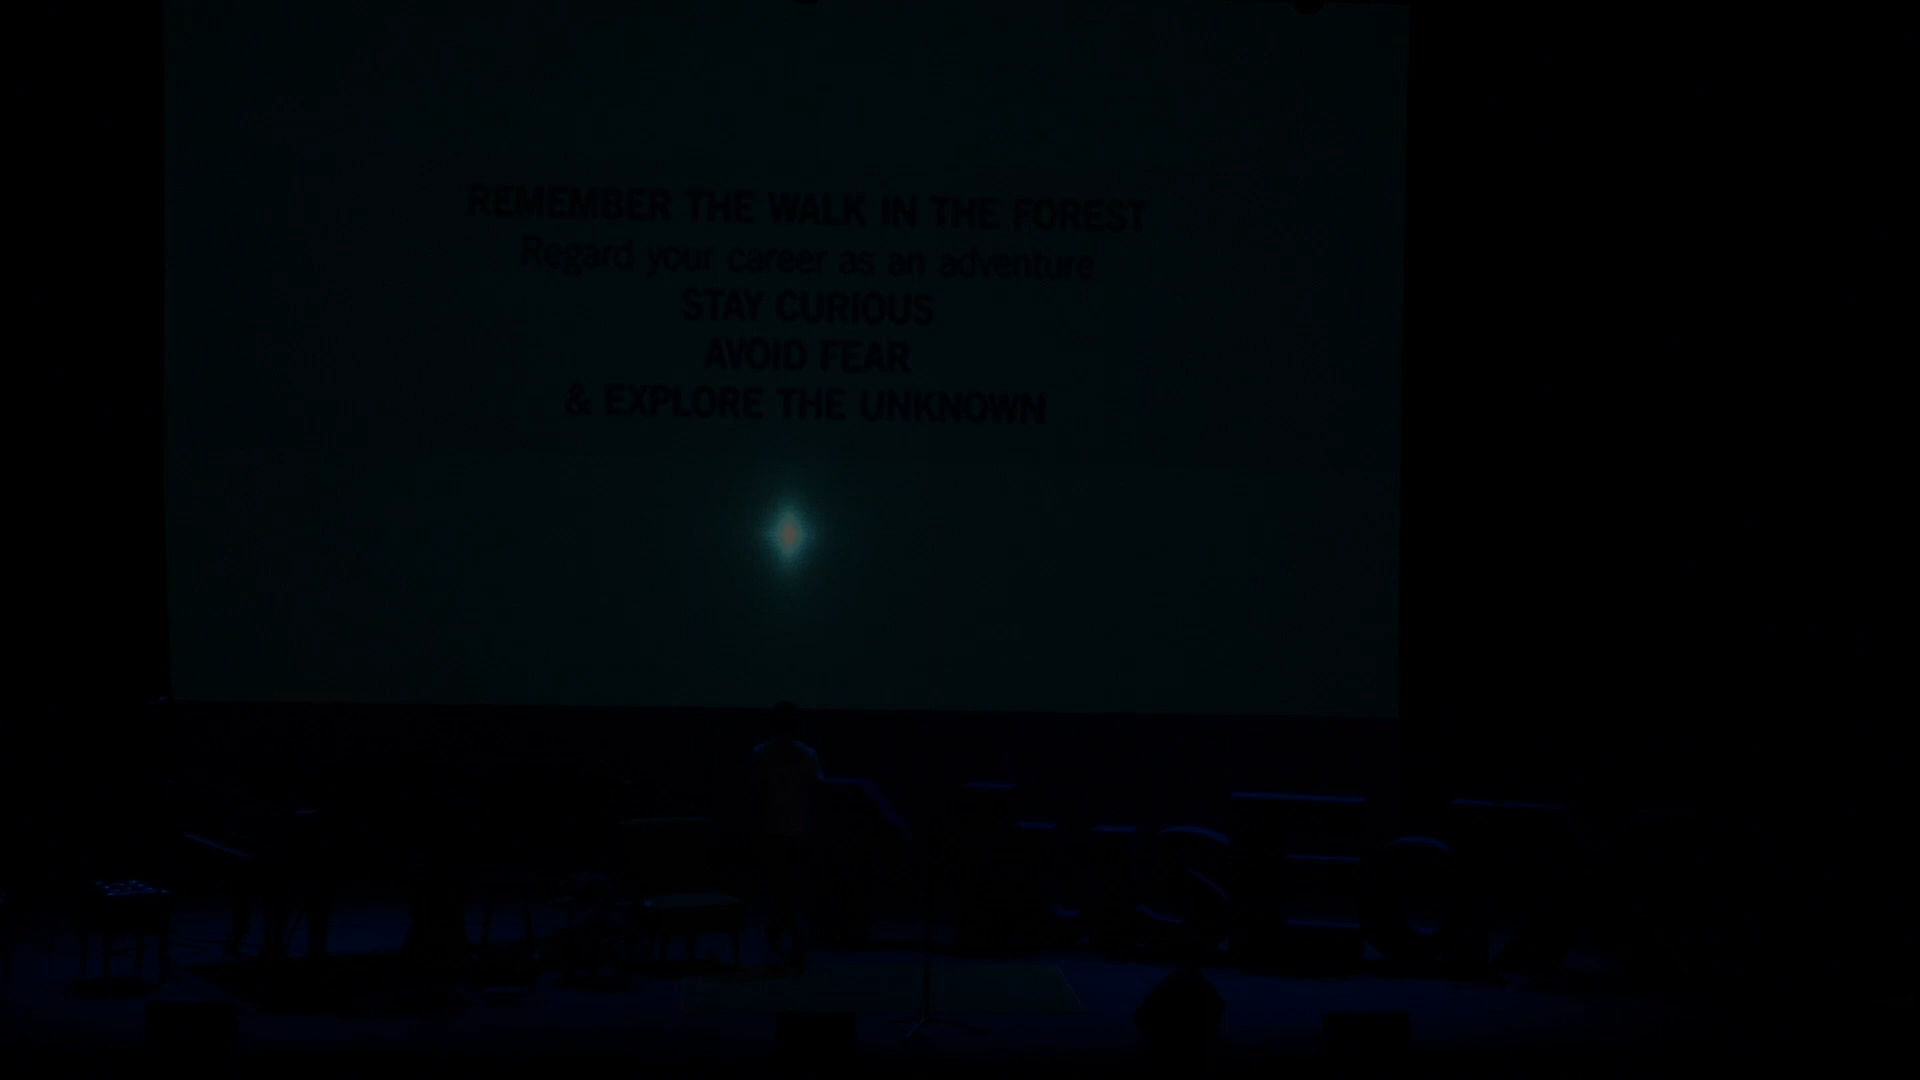 REMEMBER THE WALK IN THE FOREST
Regard your career as an adventure
STAY CURIOUS
AVOID FEAR
& EXPLORE THE UNKNOWN